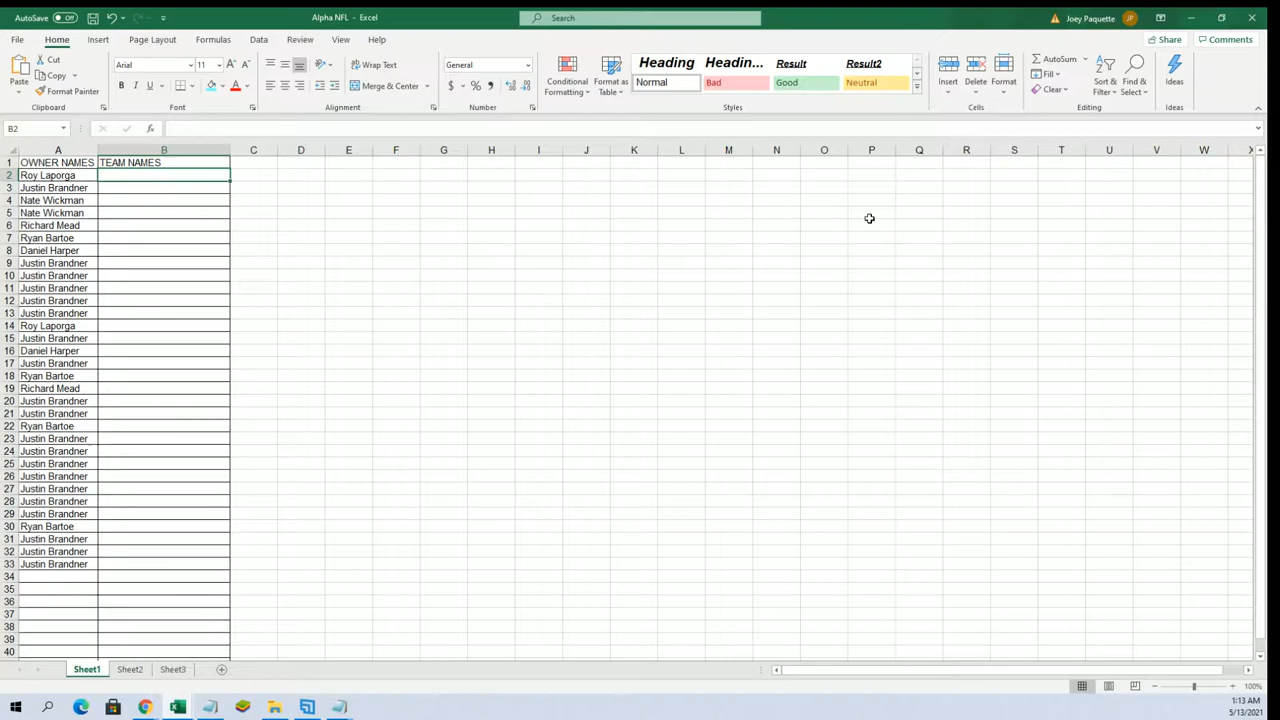 AutoSave Off Alpha NFL - Excel Search Joey Paquette JP
File Home Insert Page Layout Formulas Data Review View Help Share Comments
Paste Cut Copy Format Painter Clipboard
Arial 11 A A B I U A Font
Wrap Text Merge & Center Alignment
General $ % , Number
Conditional Formatting Format as Table Heading Headin... Result Result2 Normal Bad Good Neutral Styles
Insert Delete Format Cells
AutoSum Fill Clear Sort & Filter Find & Select Editing
Ideas Ideas
B2 fx
A B C D E F G H I J K L M N O P Q R S T U V W X
1 OWNER NAMES TEAM NAMES
2 Roy Laporga
3 Justin Brandner
4 Nate Wickman
5 Nate Wickman
6 Richard Mead
7 Ryan Bartoe
8 Daniel Harper
9 Justin Brandner
10 Justin Brandner
11 Justin Brandner
12 Justin Brandner
13 Justin Brandner
14 Roy Laporga
15 Justin Brandner
16 Daniel Harper
17 Justin Brandner
18 Ryan Bartoe
19 Richard Mead
20 Justin Brandner
21 Justin Brandner
22 Ryan Bartoe
23 Justin Brandner
24 Justin Brandner
25 Justin Brandner
26 Justin Brandner
27 Justin Brandner
28 Justin Brandner
29 Justin Brandner
30 Ryan Bartoe
31 Justin Brandner
32 Justin Brandner
33 Justin Brandner
34
35
36
37
38
39
40
Sheet1 Sheet2 Sheet3
100%
1:13 AM
5/13/2021